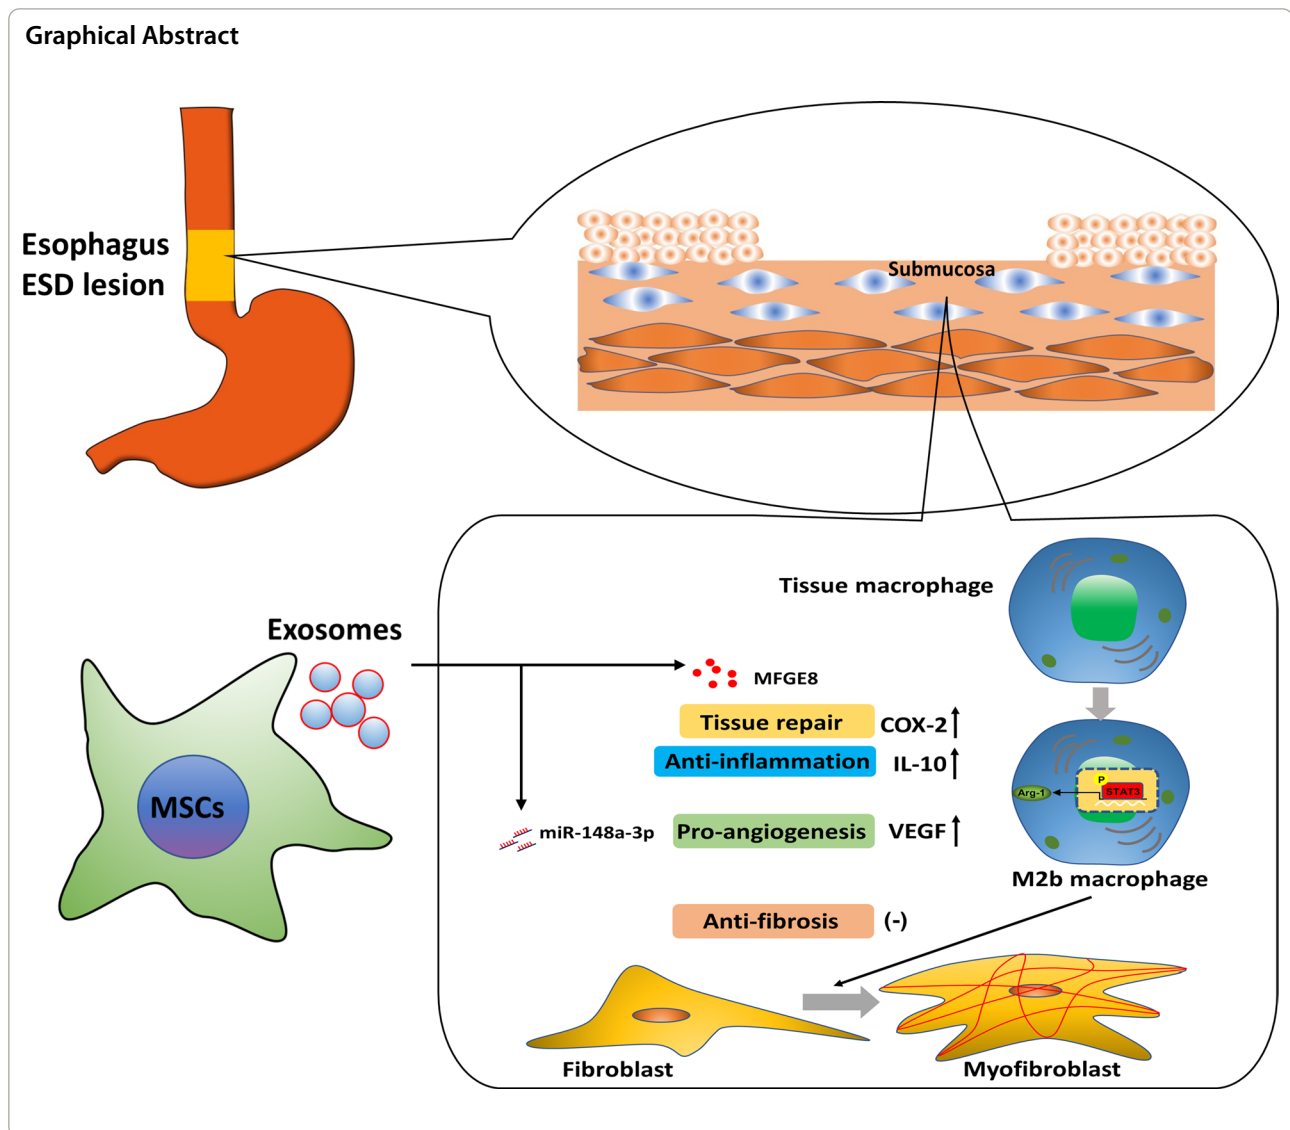 Graphical Abstract
Esophagus
ESD lesion
Submucosa
Tissue macrophage
Exosomes
MFGE8
Tissue repair COX-2
Anti-inflammation IL-10
P
STAT3
Arg-1
MSCs
miR-148a-3p
Pro-angiogenesis VEGF
M2b macrophage
Anti-fibrosis (-)
Fibroblast
Myofibroblast